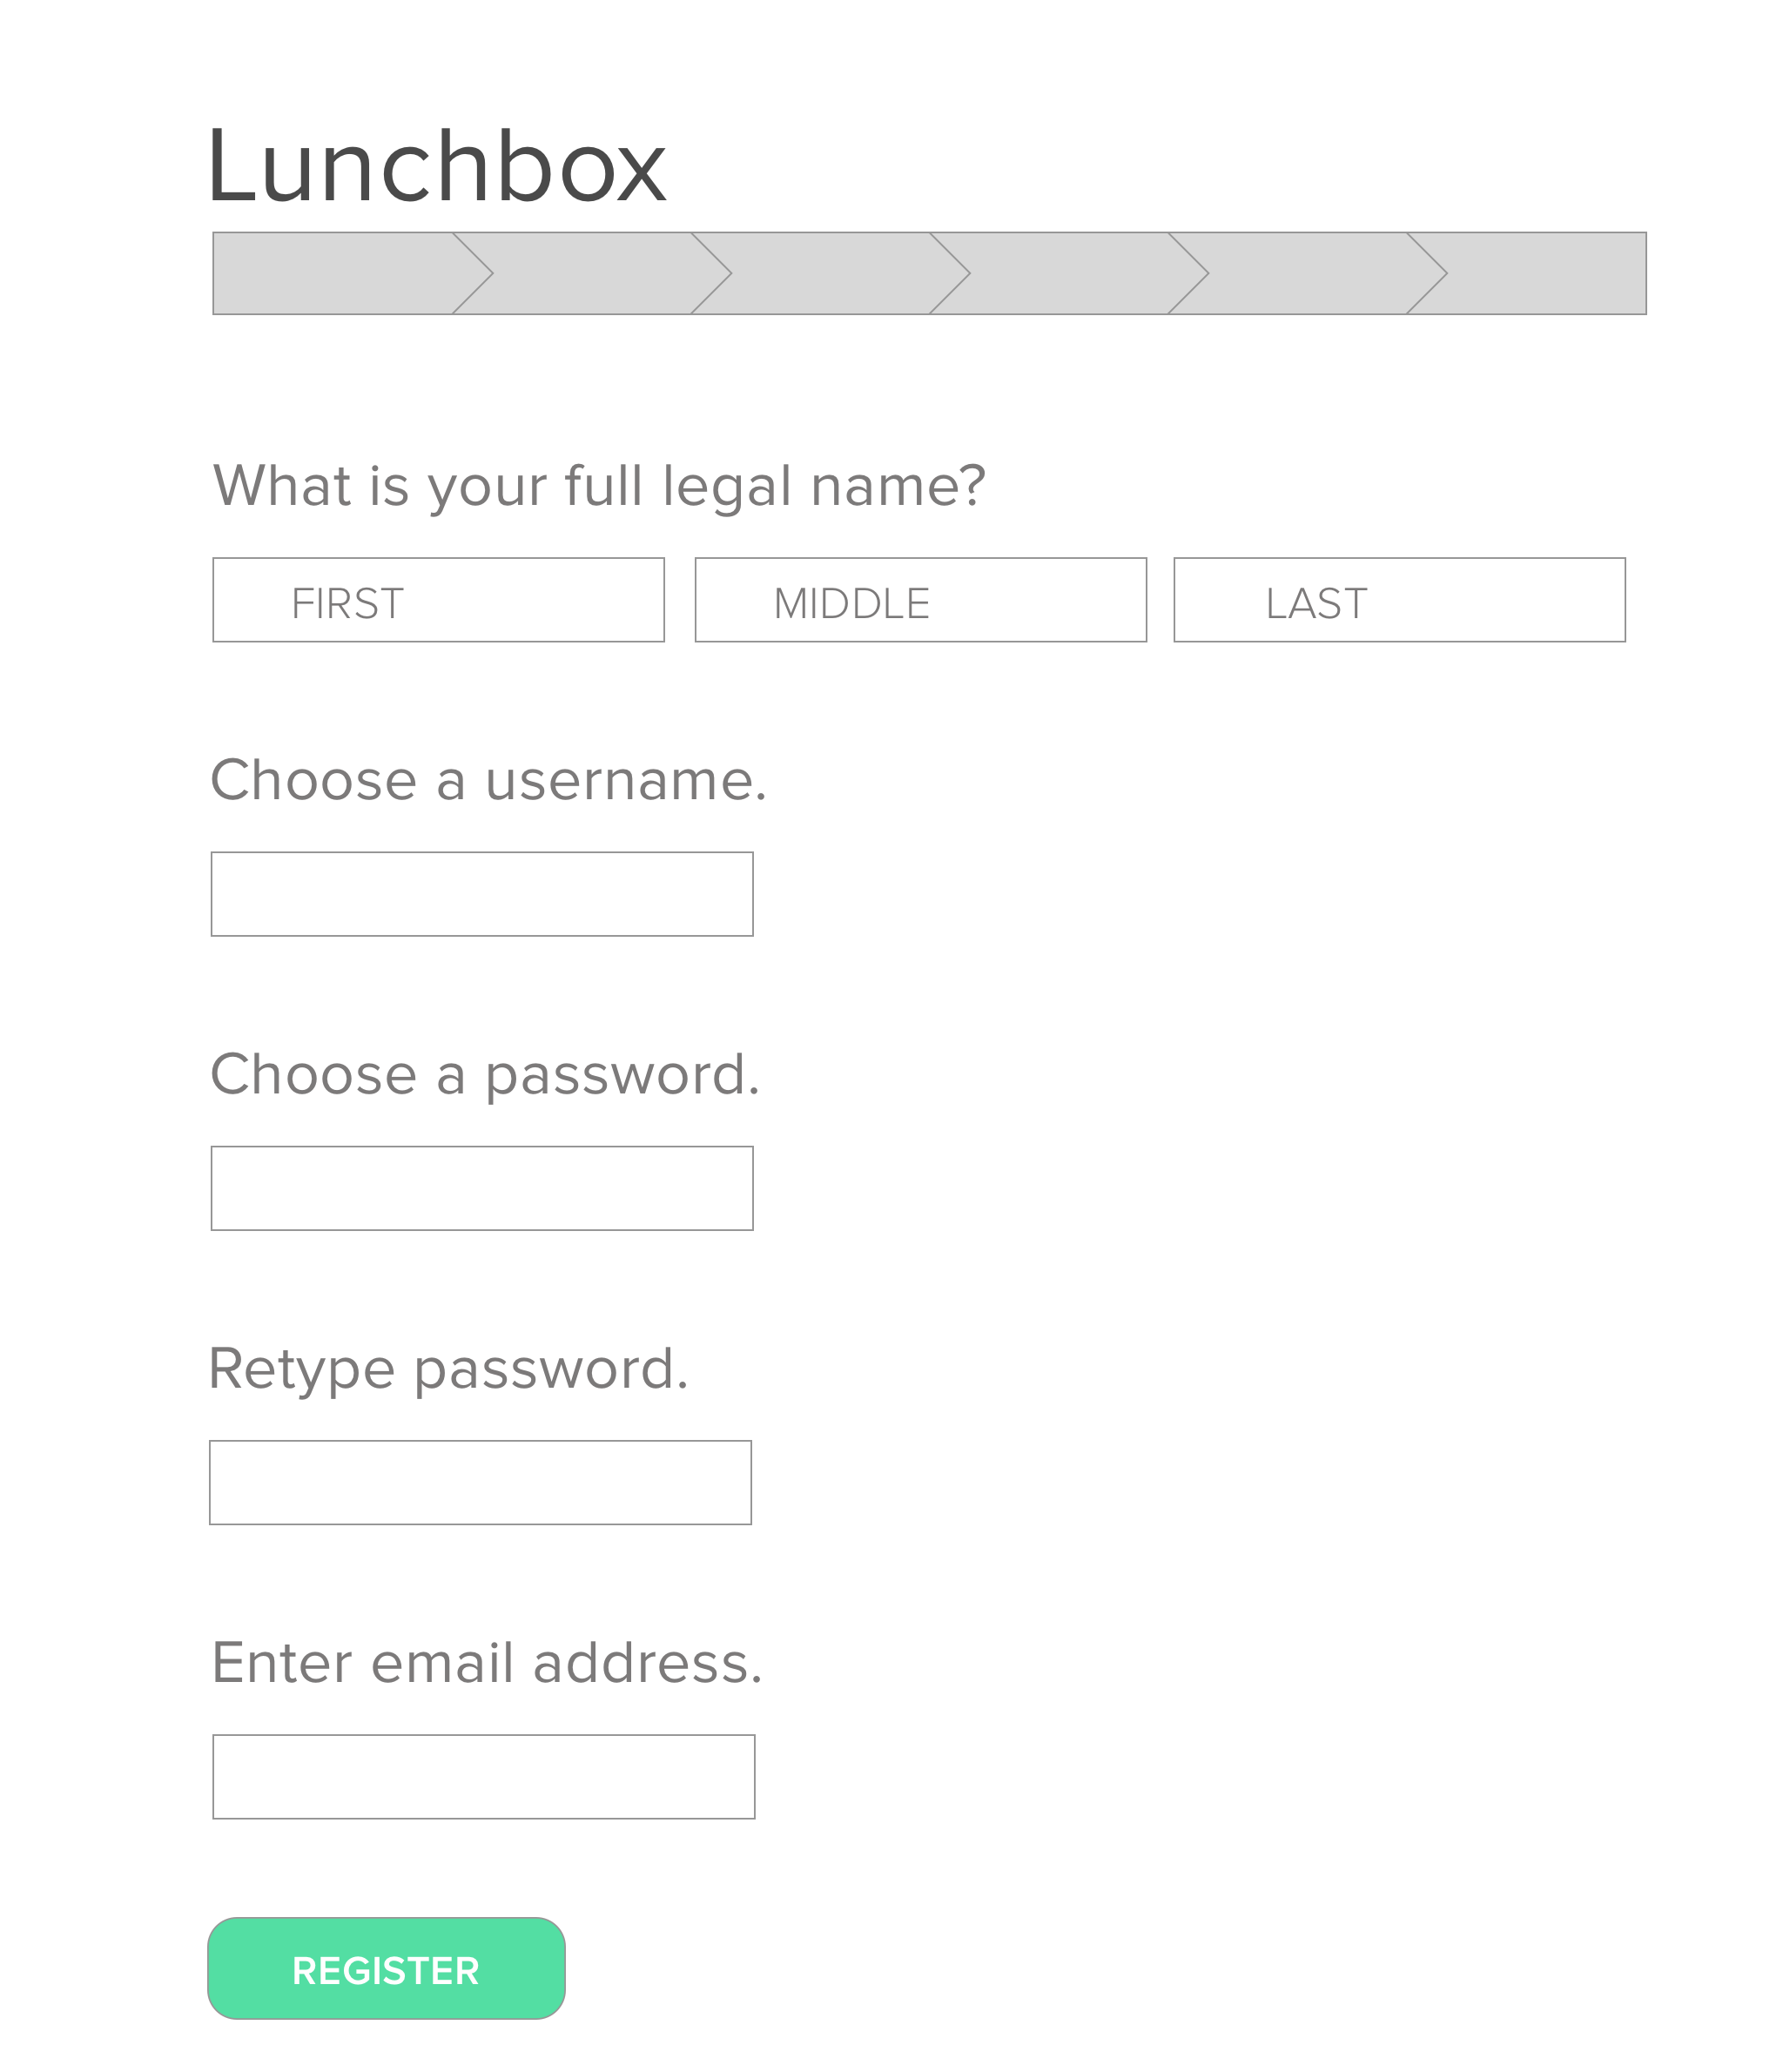 Lunchbox
What is your full legal name?
FIRST MIDDLE LAST
Choose a username.
Choose a password.
Retype password.
Enter email address.
REGISTER